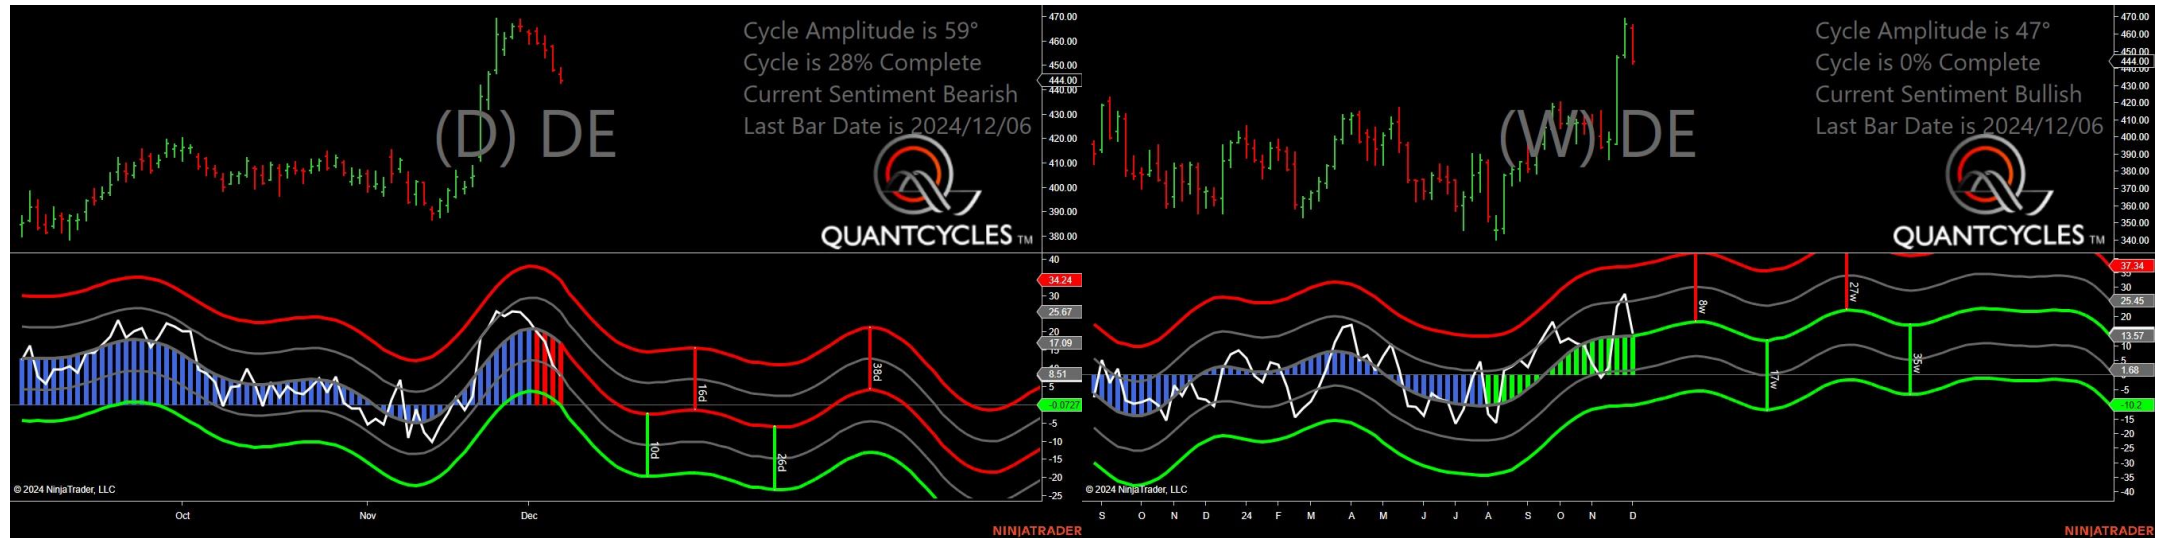 Cycle Amplitude is 59°
Cycle is 28% Complete
Current Sentiment Bearish
Last Bar Date is 2024/12/06
(D) DE
QUANTCYCLES TM
470.00
460.00
450.00
444.00
440.00
430.00
420.00
410.00
400.00
390.00
380.00
40
34.24
30
25.67
20
17.09
15
8.51
5
-0.0727
-5
-10
-15
-20
-25
10d
16d
26d
38d
© 2024 NinjaTrader, LLC
Oct
Nov
Dec
NINJATRADER
Cycle Amplitude is 47°
Cycle is 0% Complete
Current Sentiment Bullish
Last Bar Date is 2024/12/06
(W) DE
QUANTCYCLES TM
470.00
460.00
450.00
444.00
440.00
430.00
420.00
410.00
400.00
390.00
380.00
370.00
360.00
350.00
340.00
37.34
35
30
25.45
20
13.57
10
5
1.68
-5
-10.2
-15
-20
-25
-30
-35
-40
8w
17w
27w
35w
© 2024 NinjaTrader, LLC
S
O
N
D
24
F
M
A
M
J
J
A
S
O
N
D
NINJATRADER